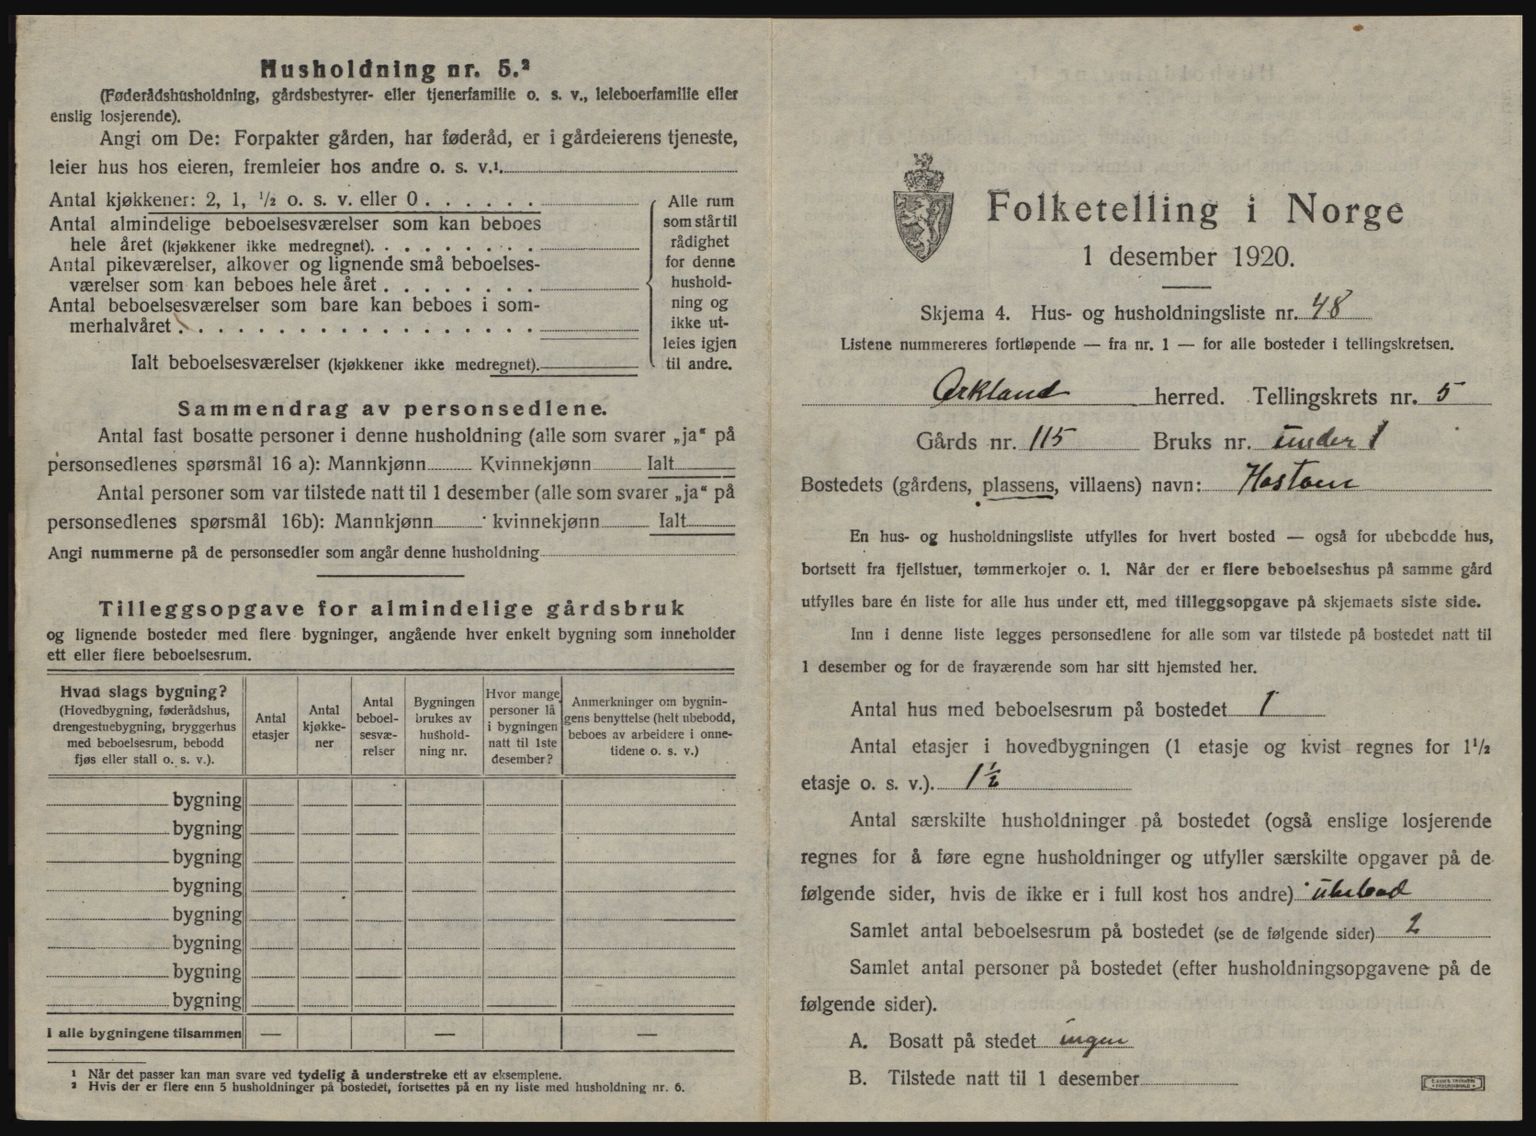 Husholdning nr. 5.²
(Føderådshusholdning, gårdsbestyrer- eller tjenerfamilie o. s. v., leieboerfamilie eller
enslig losjerende).
Angi om De: Forpakter gården, har føderåd, er i gårdeierens tjeneste,
leier hus hos eieren, fremleier hos andre o. s. v.¹
Antal kjøkkener: 2, 1, ½ o. s. v. eller 0
Antal almindelige beboelsesværelser som kan beboes
hele året (kjøkkener ikke medregnet).
Antal pikeværelser, alkover og lignende små beboelses-
værelser som kan beboes hele året
Antal beboelsesværelser som bare kan beboes i som-
merhalvåret
Ialt beboelsesværelser (kjøkkener ikke medregnet).
Alle rum
som står til
rådighet
for denne
hushold-
ning og
ikke ut-
leies igjen
til andre.
Sammendrag av personsedlene.
Antal fast bosatte personer i denne husholdning (alle som svarer „ja“ på
personsedlenes spørsmål 16 a): Mannkjønn Kvinnekjønn Ialt
Antal personer som var tilstede natt til 1 desember (alle som svarer „ja“ på
personsedlenes spørsmål 16b): Mannkjønn kvinnekjønn Ialt
Angi nummerne på de personsedler som angår denne husholdning
Tilleggsopgave for almindelige gårdsbruk
og lignende bosteder med flere bygninger, angående hver enkelt bygning som inneholder
ett eller flere beboelsesrum.
Hvad slags bygning?
(Hovedbygning, føderådshus,
drengestuebygning, bryggerhus
med beboelsesrum, bebodd
fjøs eller stall o. s. v.).
Antal
etasjer
Antal
kjøkke-
ner
Antal
beboel-
sesvæ-
relser
Bygningen
brukes av
hushold-
ning nr.
Hvor mange
personer lå
i bygningen
natt til 1ste
desember?
Anmerkninger om bygnin-
gens benyttelse (helt ubebodd,
beboes av arbeidere i onne-
tidene o. s. v.)
bygning
bygning
bygning
bygning
bygning
bygning
bygning
bygning
I alle bygningene tilsammen — — —
¹ Når det passer kan man svare ved tydelig å understreke ett av eksemplene.
² Hvis der er flere enn 5 husholdninger på bostedet, fortsettes på en ny liste med husholdning nr. 6.
Folketelling i Norge
1 desember 1920.
Skjema 4. Hus- og husholdningsliste nr. 48
Listene nummereres fortløpende — fra nr. 1 — for alle bosteder i tellingskretsen.
Orkland herred. Tellingskrets nr. 5
Gårds nr. 115 Bruks nr. under 1
Bostedets (gårdens, plassens, villaens) navn:
En hus- og husholdningsliste utfylles for hvert bosted — også for ubebodde hus,
bortsett fra fjellstuer, tømmerkojer o. l. Når der er flere beboelseshus på samme gård
utfylles bare én liste for alle hus under ett, med tilleggsopgave på skjemaets siste side.
Inn i denne liste legges personsedlene for alle som var tilstede på bostedet natt til
1 desember og for de fraværende som har sitt hjemsted her.
Antal hus med beboelsesrum på bostedet 1
Antal etasjer i hovedbygningen (1 etasje og kvist regnes for 1½
etasje o. s. v.). 1½
Antal særskilte husholdninger på bostedet (også enslige losjerende
regnes for å føre egne husholdninger og utfyller særskilte opgaver på de
følgende sider, hvis de ikke er i full kost hos andre)
Samlet antal beboelsesrum på bostedet (se de følgende sider) 2
Samlet antal personer på bostedet (efter husholdningsopgavene på de
følgende sider).
A. Bosatt på stedet ingen
B. Tilstede natt til 1 desember